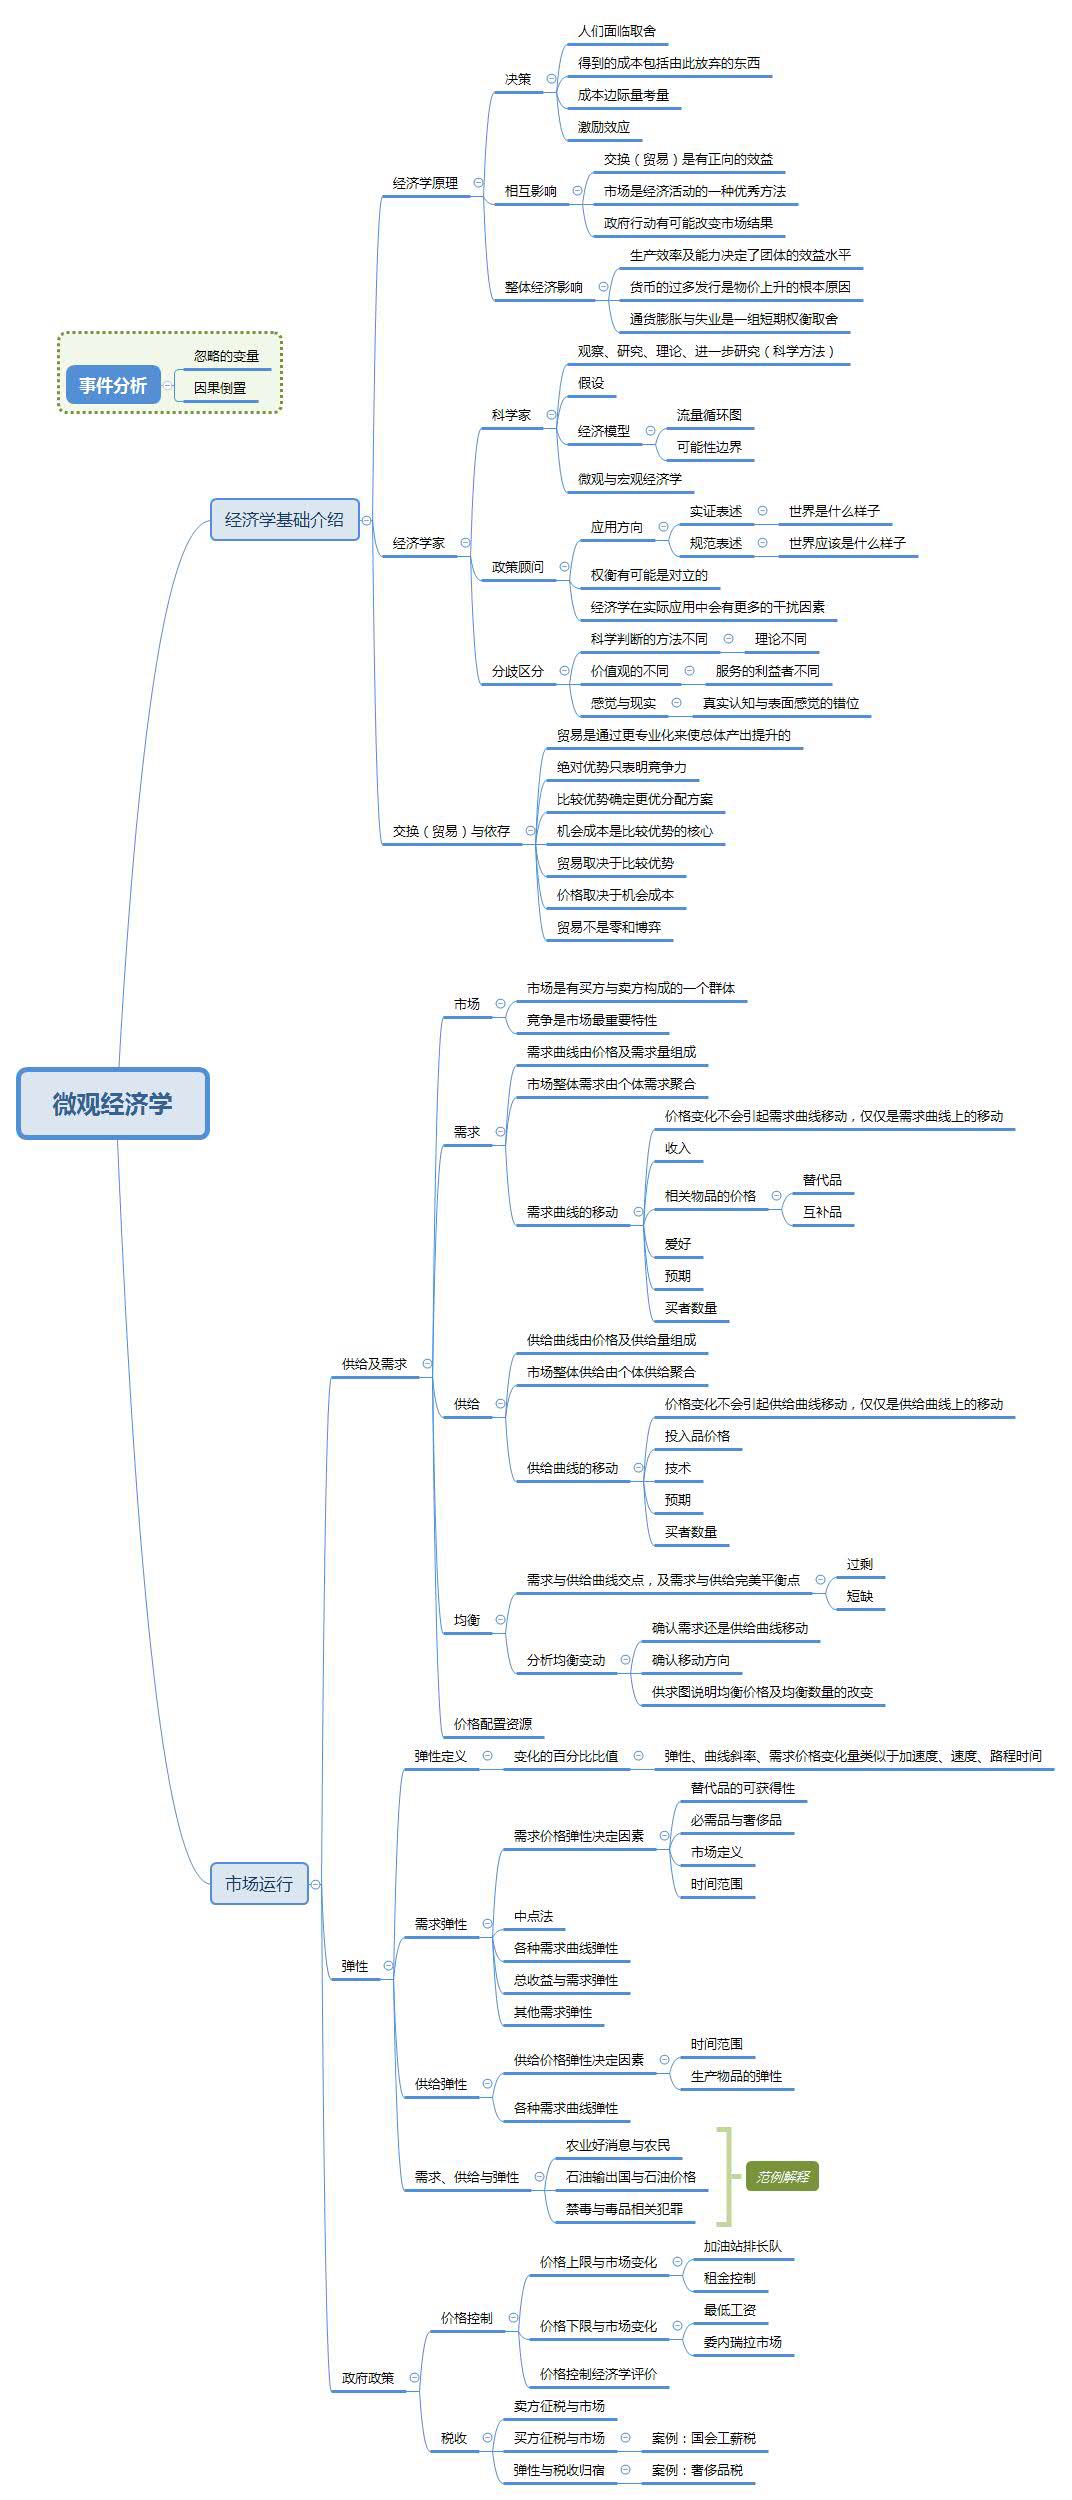 人们面临取舍
得到的成本包括由此放弃的东西
决策
成本边际量考量
激励效应
交换（贸易）是有正向的效益
经济学原理
相互影响
市场是经济活动的一种优秀方法
政府行动有可能改变市场结果
生产效率及能力决定了团体的效益水平
整体经济影响
货币的过多发行是物价上升的根本原因
通货膨胀与失业是一组短期权衡取舍
忽略的变量
事件分析
因果倒置
观察、研究、理论、进一步研究（科学方法）
假设
科学家
流量循环图
经济模型
可能性边界
微观与宏观经济学
经济学基础介绍
经济学家
实证表述
世界是什么样子
应用方向
规范表述
世界应该是什么样子
政策顾问
权衡有可能是对立的
经济学在实际应用中会有更多的干扰因素
科学判断的方法不同
理论不同
分歧区分
价值观的不同
服务的利益者不同
感觉与现实
真实认知与表面感觉的错位
贸易是通过更专业化来使总体产出提升的
绝对优势只表明竞争力
比较优势确定更优分配方案
交换（贸易）与依存
机会成本是比较优势的核心
贸易取决于比较优势
价格取决于机会成本
贸易不是零和博弈
微观经济学
市场
市场是有买方与卖方构成的一个群体
竞争是市场最重要特性
需求曲线由价格及需求量组成
市场整体需求由个体需求聚合
需求
价格变化不会引起需求曲线移动，仅仅是需求曲线上的移动
收入
替代品
相关物品的价格
互补品
需求曲线的移动
爱好
预期
买者数量
供给及需求
供给曲线由价格及供给量组成
市场整体供给由个体供给聚合
供给
价格变化不会引起供给曲线移动，仅仅是供给曲线上的移动
投入品价格
供给曲线的移动
技术
预期
买者数量
过剩
需求与供给曲线交点，及需求与供给完美平衡点
短缺
均衡
确认需求还是供给曲线移动
分析均衡变动
确认移动方向
供求图说明均衡价格及均衡数量的改变
价格配置资源
市场运行
弹性定义
变化的百分比比值
弹性、曲线斜率、需求价格变化量类似于加速度、速度、路程时间
替代品的可获得性
需求价格弹性决定因素
必需品与奢侈品
市场定义
时间范围
需求弹性
中点法
各种需求曲线弹性
弹性
总收益与需求弹性
其他需求弹性
时间范围
供给价格弹性决定因素
生产物品的弹性
供给弹性
各种需求曲线弹性
农业好消息与农民
需求、供给与弹性
石油输出国与石油价格
范例解释
禁毒与毒品相关犯罪
加油站排长队
价格上限与市场变化
租金控制
价格控制
最低工资
价格下限与市场变化
委内瑞拉市场
价格控制经济学评价
政府政策
卖方征税与市场
税收
买方征税与市场
案例：国会工薪税
弹性与税收归宿
案例：奢侈品税